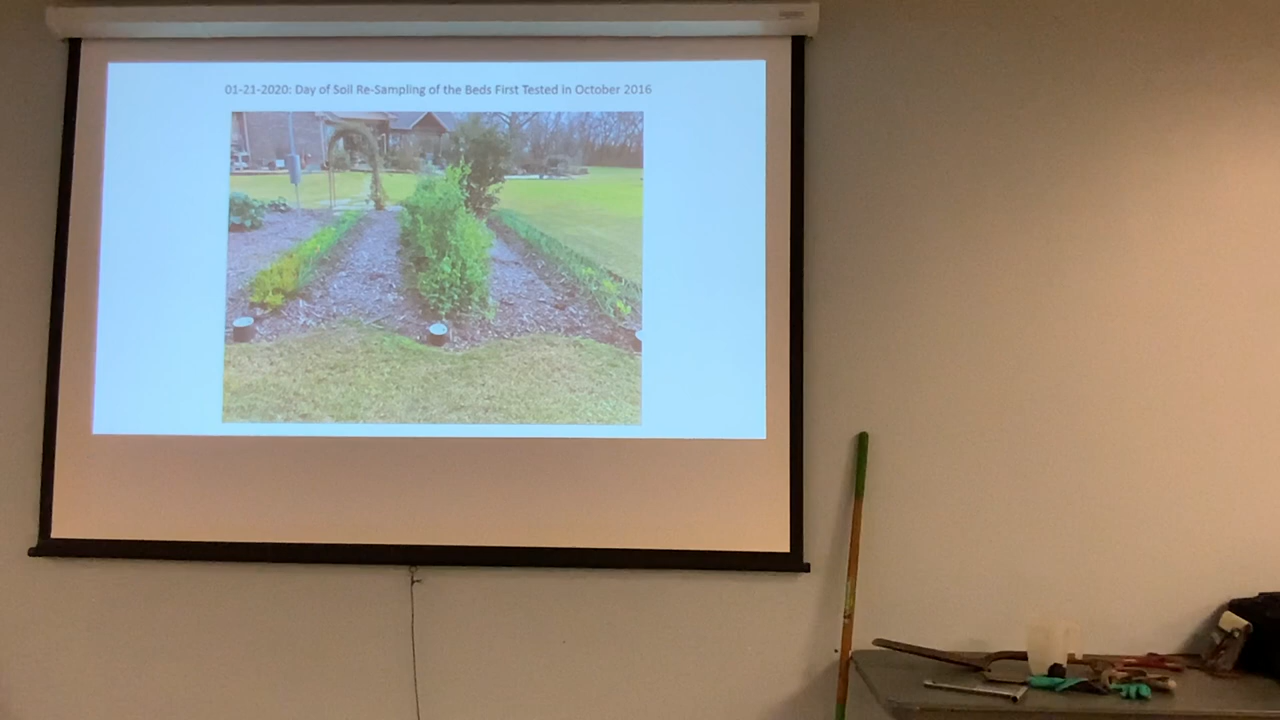 01-21-2020: Day of Soil Re-Sampling of the Beds First Tested in October 2016